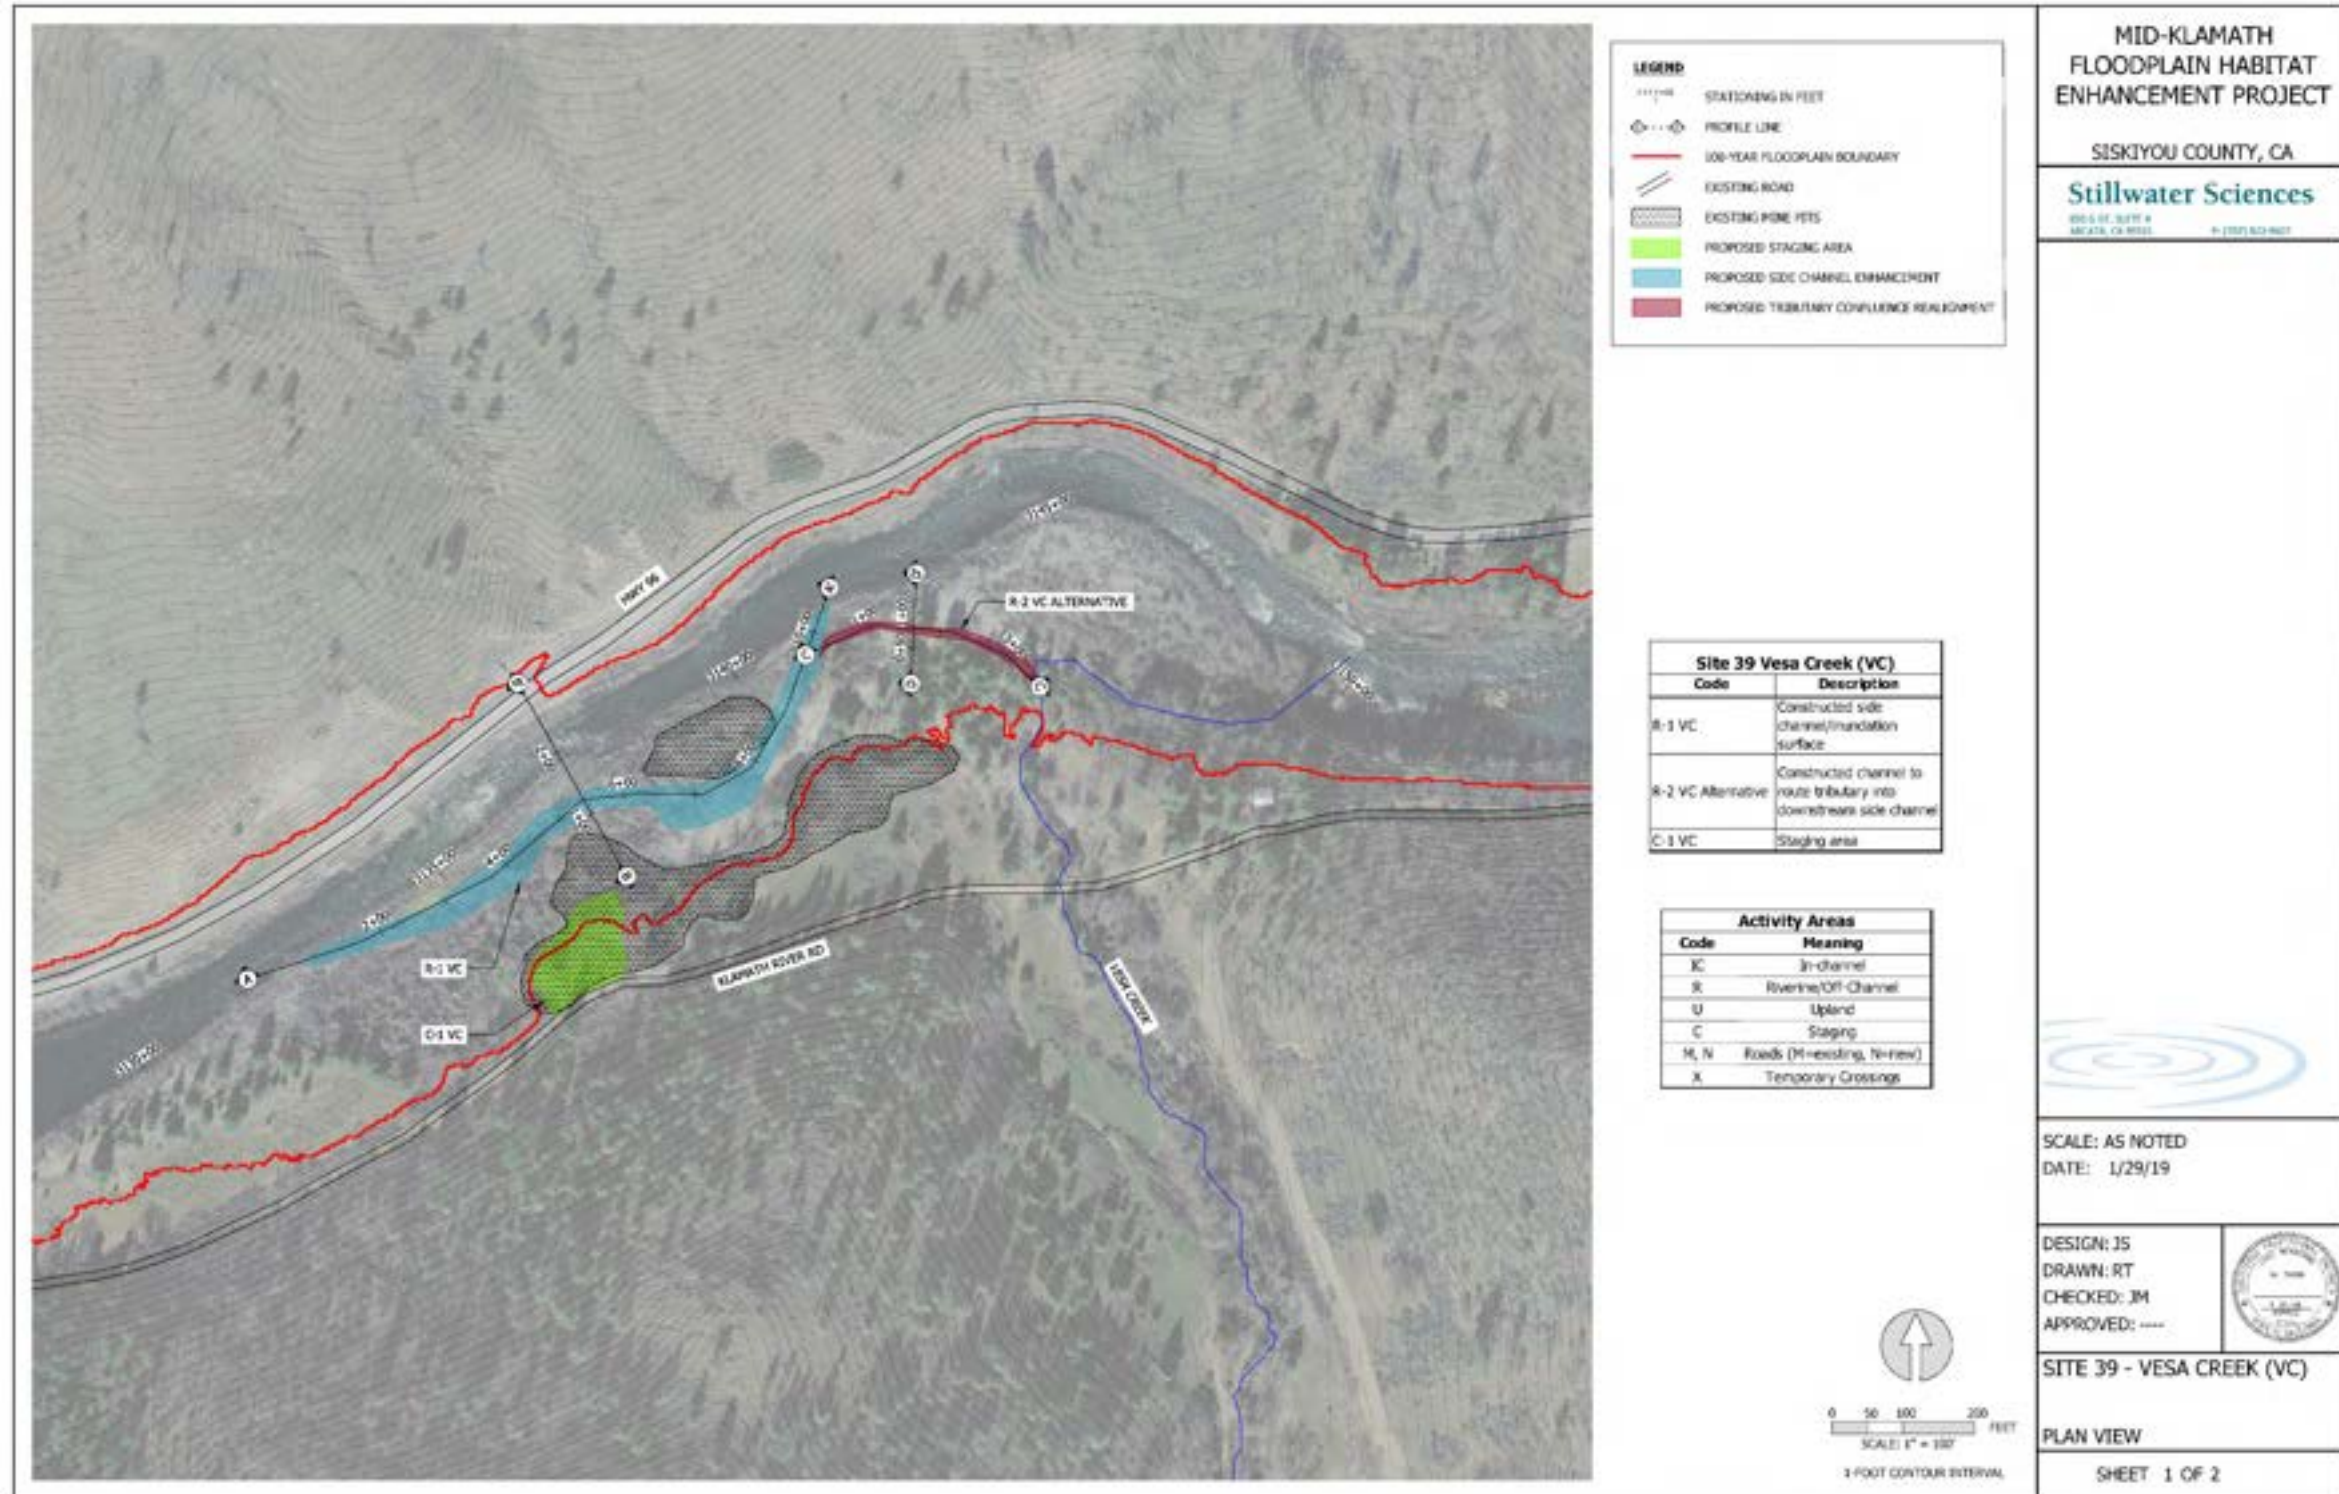 MID-KLAMATH
FLOODPLAIN HABITAT
ENHANCEMENT PROJECT
SISKIYOU COUNTY, CA
Stillwater Sciences
LEGEND
STATIONING IN FEET
PROFILE LINE
100-YEAR FLOODPLAIN BOUNDARY
EXISTING ROAD
EXISTING MINE PITS
PROPOSED STAGING AREA
PROPOSED SIDE CHANNEL ENHANCEMENT
PROPOSED TRIBUTARY CONFLUENCE REALIGNMENT
HWY 96
R-2 VC ALTERNATIVE
R-1 VC
C-1 VC
KLAMATH RIVER RD
VESA CREEK
A
Site 39 Vesa Creek (VC)
Code Description
R-1 VC Constructed side
channel/inundation
surface
R-2 VC Alternative Constructed channel to
route tributary into
downstream side channel
C-1 VC Staging area
Activity Areas
Code Meaning
IC In-channel
R Riverine/Off-Channel
U Upland
C Staging
M, N Roads (M=existing, N=new)
X Temporary Crossings
0 50 100 200
FEET
SCALE: 1" = 100'
1-FOOT CONTOUR INTERVAL
SCALE: AS NOTED
DATE: 1/29/19
DESIGN: JS
DRAWN: RT
CHECKED: JM
APPROVED: ----
SITE 39 - VESA CREEK (VC)
PLAN VIEW
SHEET 1 OF 2